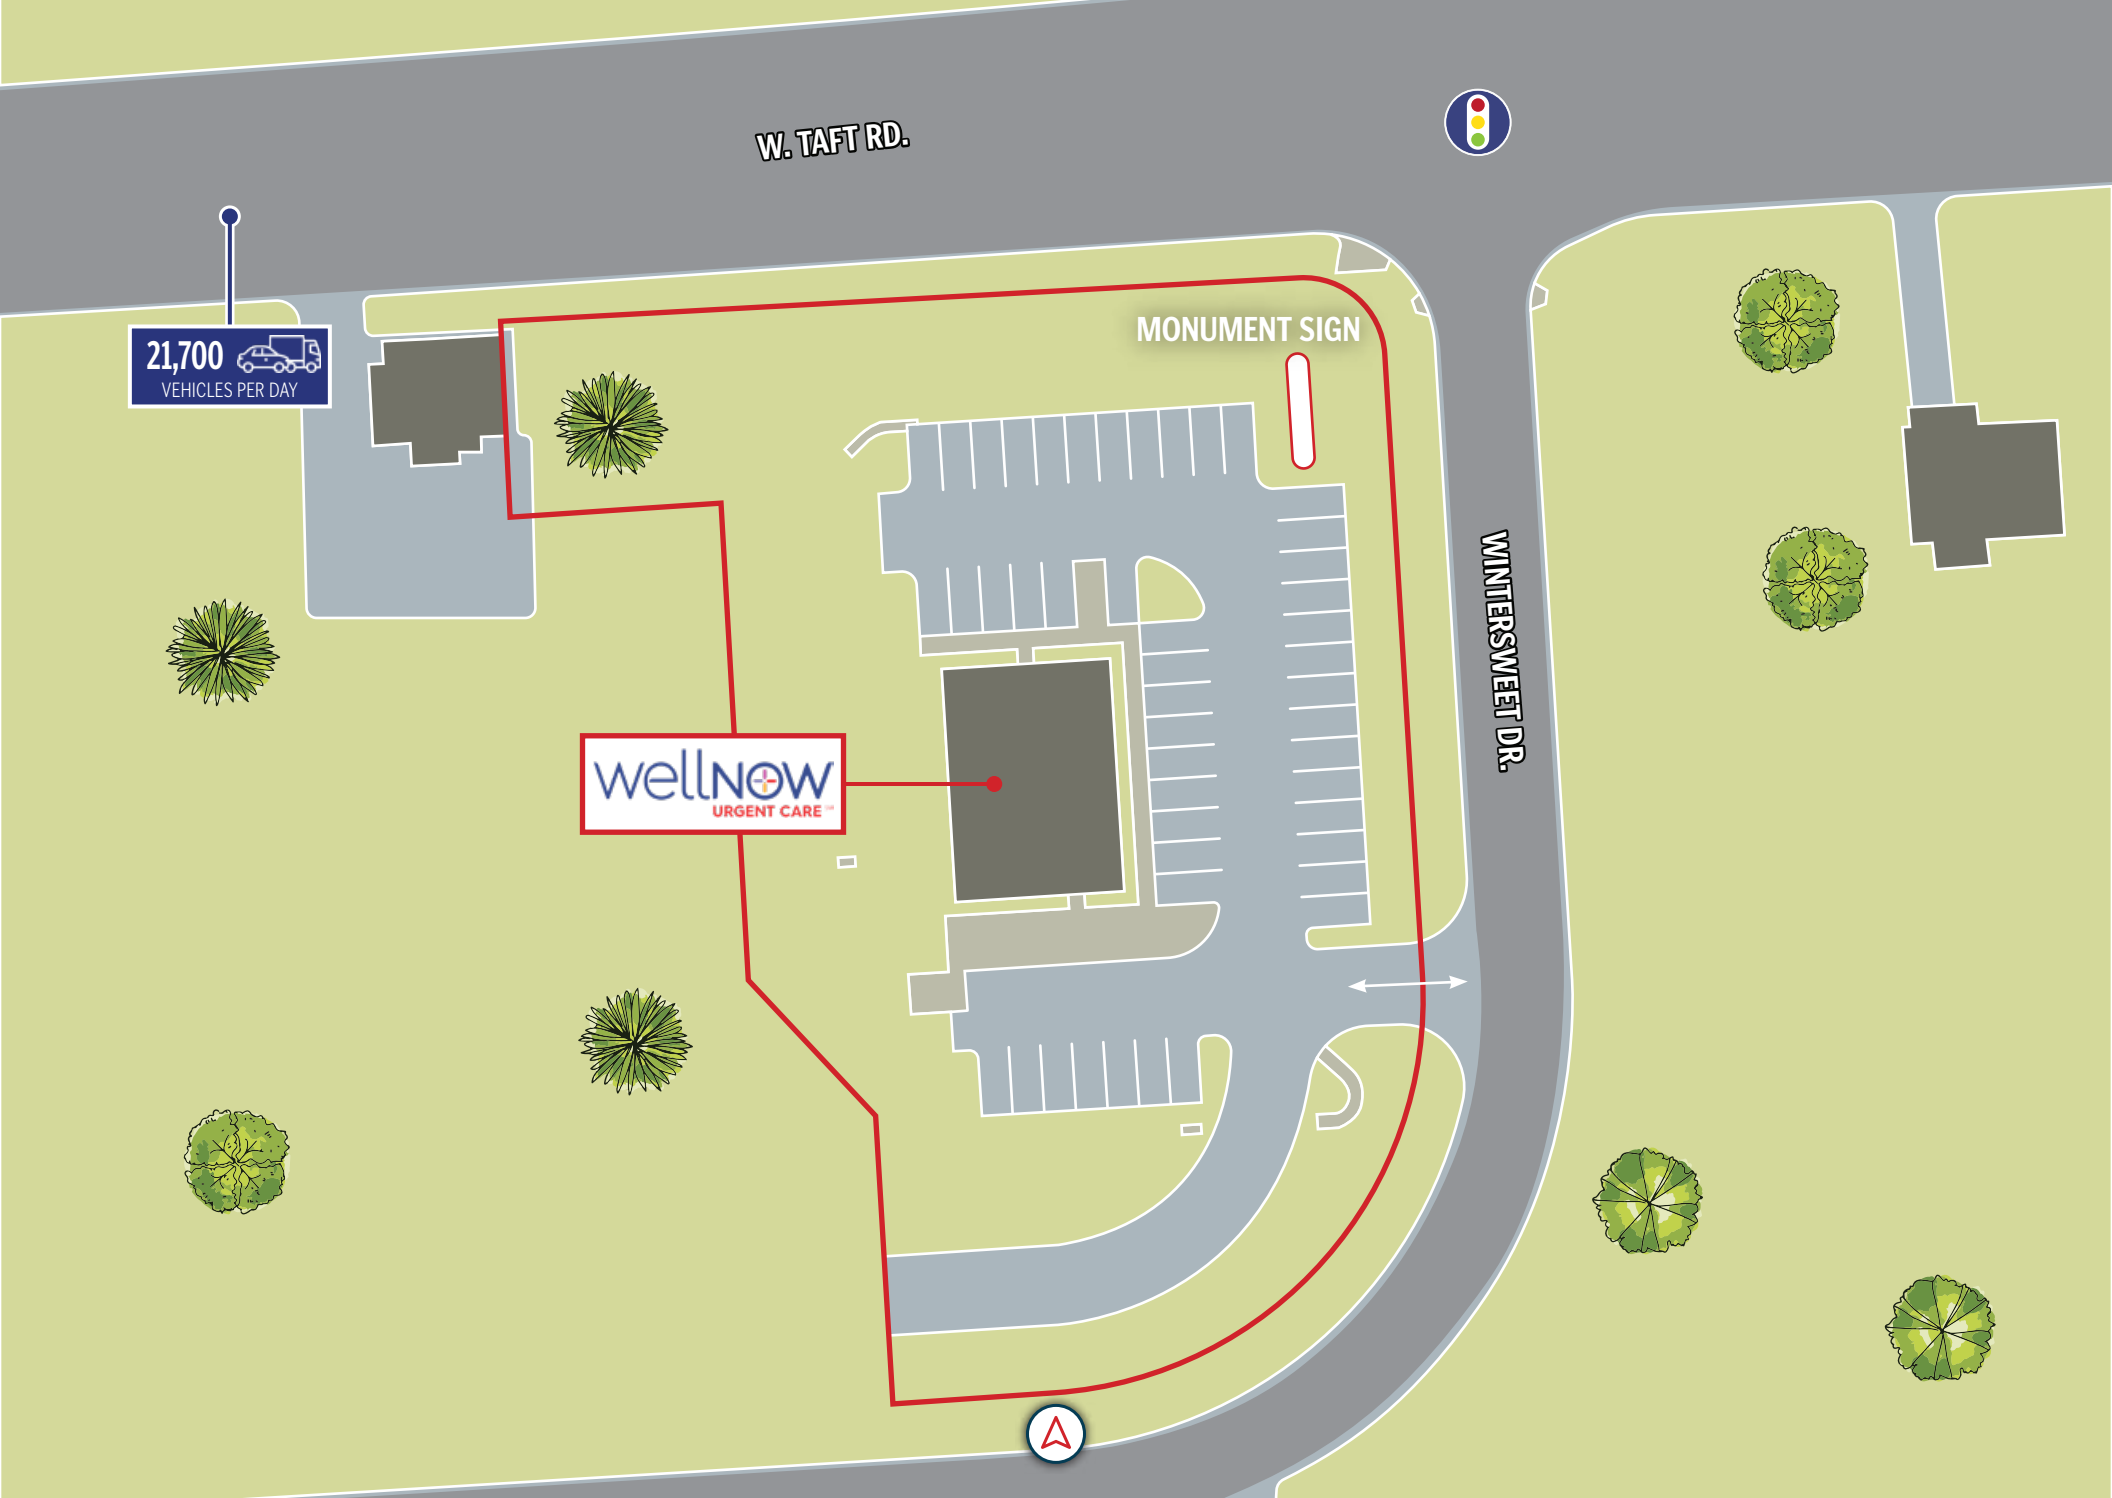 W. TAFT RD.
21,700
VEHICLES PER DAY
MONUMENT SIGN
WINTERSWEET DR.
wellNOW
URGENT CARE